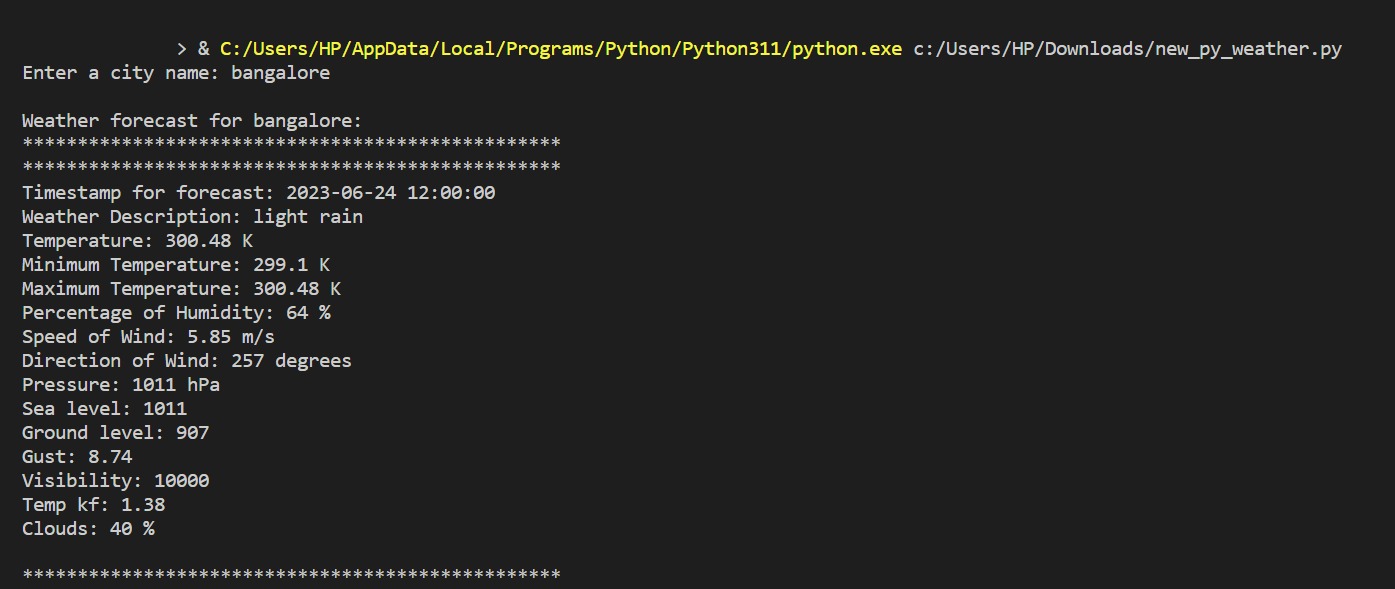 > & C:/Users/HP/AppData/Local/Programs/Python/Python311/python.exe c:/Users/HP/Downloads/new_py_weather.py
Enter a city name: bangalore
Weather forecast for bangalore:
*************************************************
*************************************************
Timestamp for forecast: 2023-06-24 12:00:00
Weather Description: light rain
Temperature: 300.48 K
Minimum Temperature: 299.1 K
Maximum Temperature: 300.48 K
Percentage of Humidity: 64 %
Speed of Wind: 5.85 m/s
Direction of Wind: 257 degrees
Pressure: 1011 hPa
Sea level: 1011
Ground level: 907
Gust: 8.74
Visibility: 10000
Temp kf: 1.38
Clouds: 40 %
*************************************************